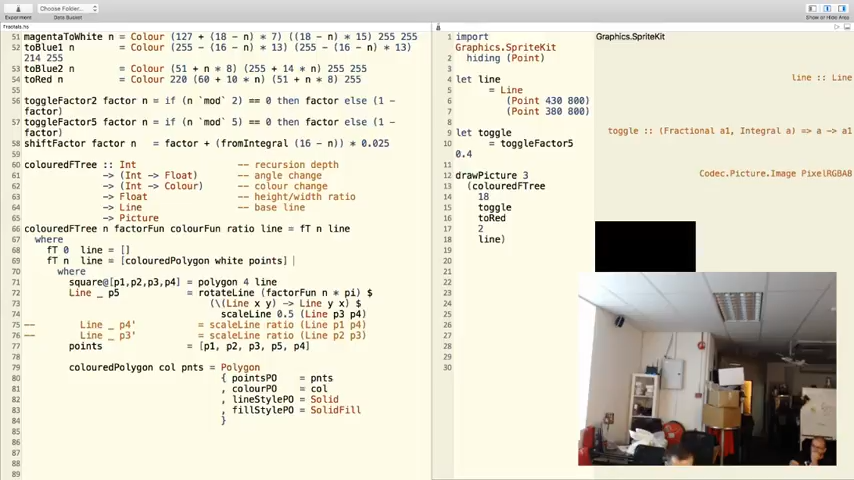 Choose Folder...
Experiment
Data Budget
Show or Hide Area
Fractals.hs
51 magentaToWhite n = Colour (127 + (18 - n) * 7) ((18 - n) * 15) 255 255
52 toBlue1 n = Colour (255 - (16 - n) * 13) (255 - (16 - n) * 13)
214 255
53 toBlue2 n = Colour (51 + n * 8) (255 + 14 * n) 255 255
54 toRed n = Colour 220 (60 + 10 * n) (51 + n * 8) 255
55
56 toggleFactor2 factor n = if (n `mod` 2) == 0 then factor else (1 -
factor)
57 toggleFactor5 factor n = if (n `mod` 5) == 0 then factor else (1 -
factor)
58 shiftFactor factor n = factor + (fromIntegral (16 - n)) * 0.025
59
60 colouredFTree :: Int -- recursion depth
61 -> (Int -> Float) -- angle change
62 -> (Int -> Colour) -- colour change
63 -> Float -- height/width ratio
64 -> Line -- base line
65 -> Picture
66 colouredFTree n factorFun colourFun ratio line = fT n line
67 where
68 fT 0 line = []
69 fT n line = [colouredPolygon white points]
70 where
71 square@[p1,p2,p3,p4] = polygon 4 line
72 Line _ p5 = rotateLine (factorFun n * pi) $
73 (\(Line x y) -> Line y x) $
74 scaleLine 0.5 (Line p3 p4)
75 -- Line _ p4' = scaleLine ratio (Line p1 p4)
76 -- Line _ p3' = scaleLine ratio (Line p2 p3)
77 points = [p1, p2, p3, p5, p4]
78
79 colouredPolygon col pnts = Polygon
80 { pointsPO = pnts
81 , colourPO = col
82 , lineStylePO = Solid
83 , fillStylePO = SolidFill
84 }
85
86
87
88
89
1 import
Graphics.SpriteKit
2 hiding (Point)
3
4 let line
5 = Line
6 (Point 430 800)
7 (Point 380 800)
8
9 let toggle
10 = toggleFactor5
0.4
11
12 drawPicture 3
13 (colouredFTree
14 18
15 toggle
16 toRed
17 2
18 line)
19
20
21
22
23
24
25
26
27
28
29
30
Graphics.SpriteKit
line :: Line
toggle :: (Fractional a1, Integral a) => a -> a1
Codec.Picture.Image PixelRGBA8